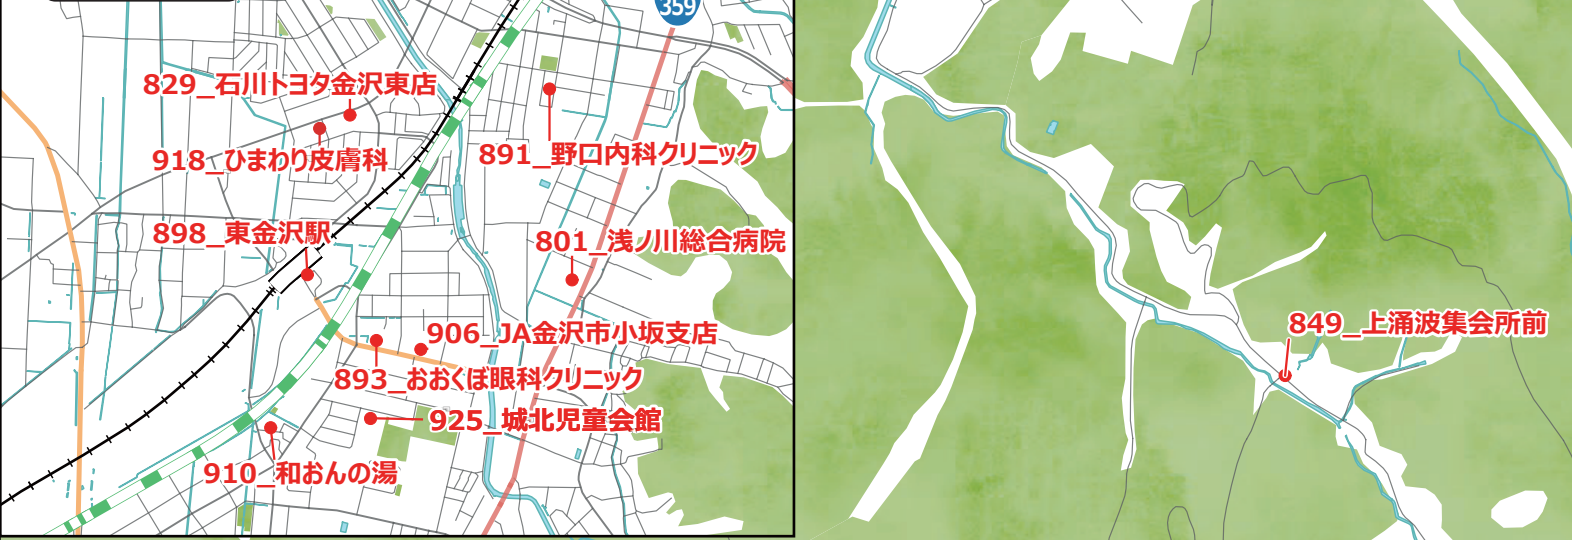 359
829_石川トヨタ金沢東店
918_ひまわり皮膚科
891_野口内科クリニック
898_東金沢駅
801_浅ノ川総合病院
849_上涌波集会所前
906_JA金沢市小坂支店
893_おおくぼ眼科クリニック
925_城北児童会館
910_和おんの湯